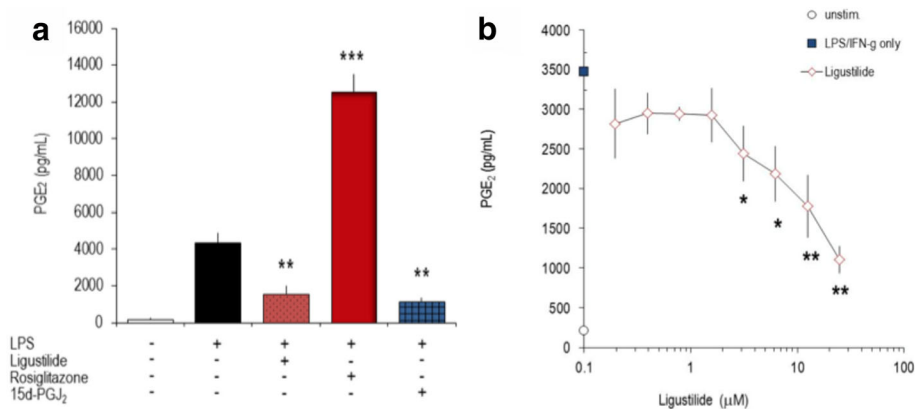 a
PGE2 (pg/mL)
16000
14000
12000
10000
8000
6000
4000
2000
0
**
***
**
LPS - + + + +
Ligustilide - - + - -
Rosiglitazone - - - + -
15d-PGJ2 - - - - +
b
unstim.
LPS/IFN-g only
Ligustilide
PGE2 (pg/mL)
4000
3500
3000
2500
2000
1500
1000
500
0
*
*
**
**
0.1 1 10 100
Ligustilide (μM)